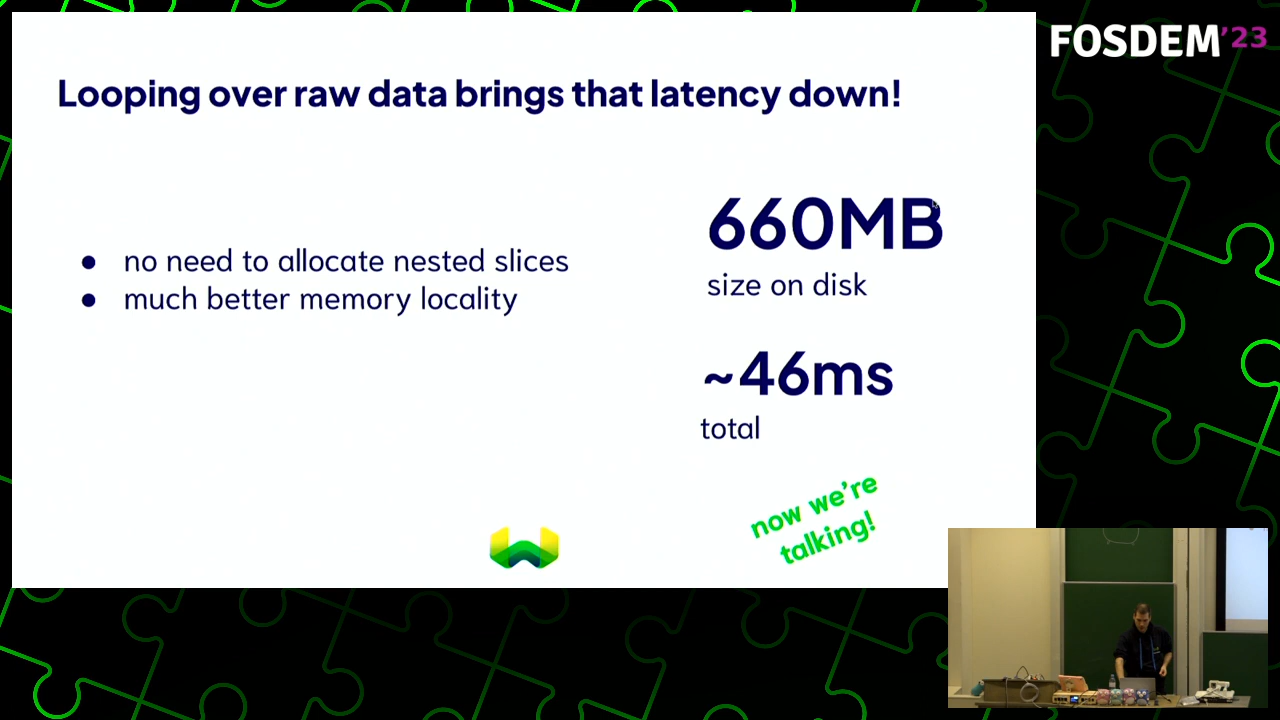 FOSDEM'23
Looping over raw data brings that latency down!
● no need to allocate nested slices
● much better memory locality
660MB
size on disk
~46ms
total
now we're
talking!